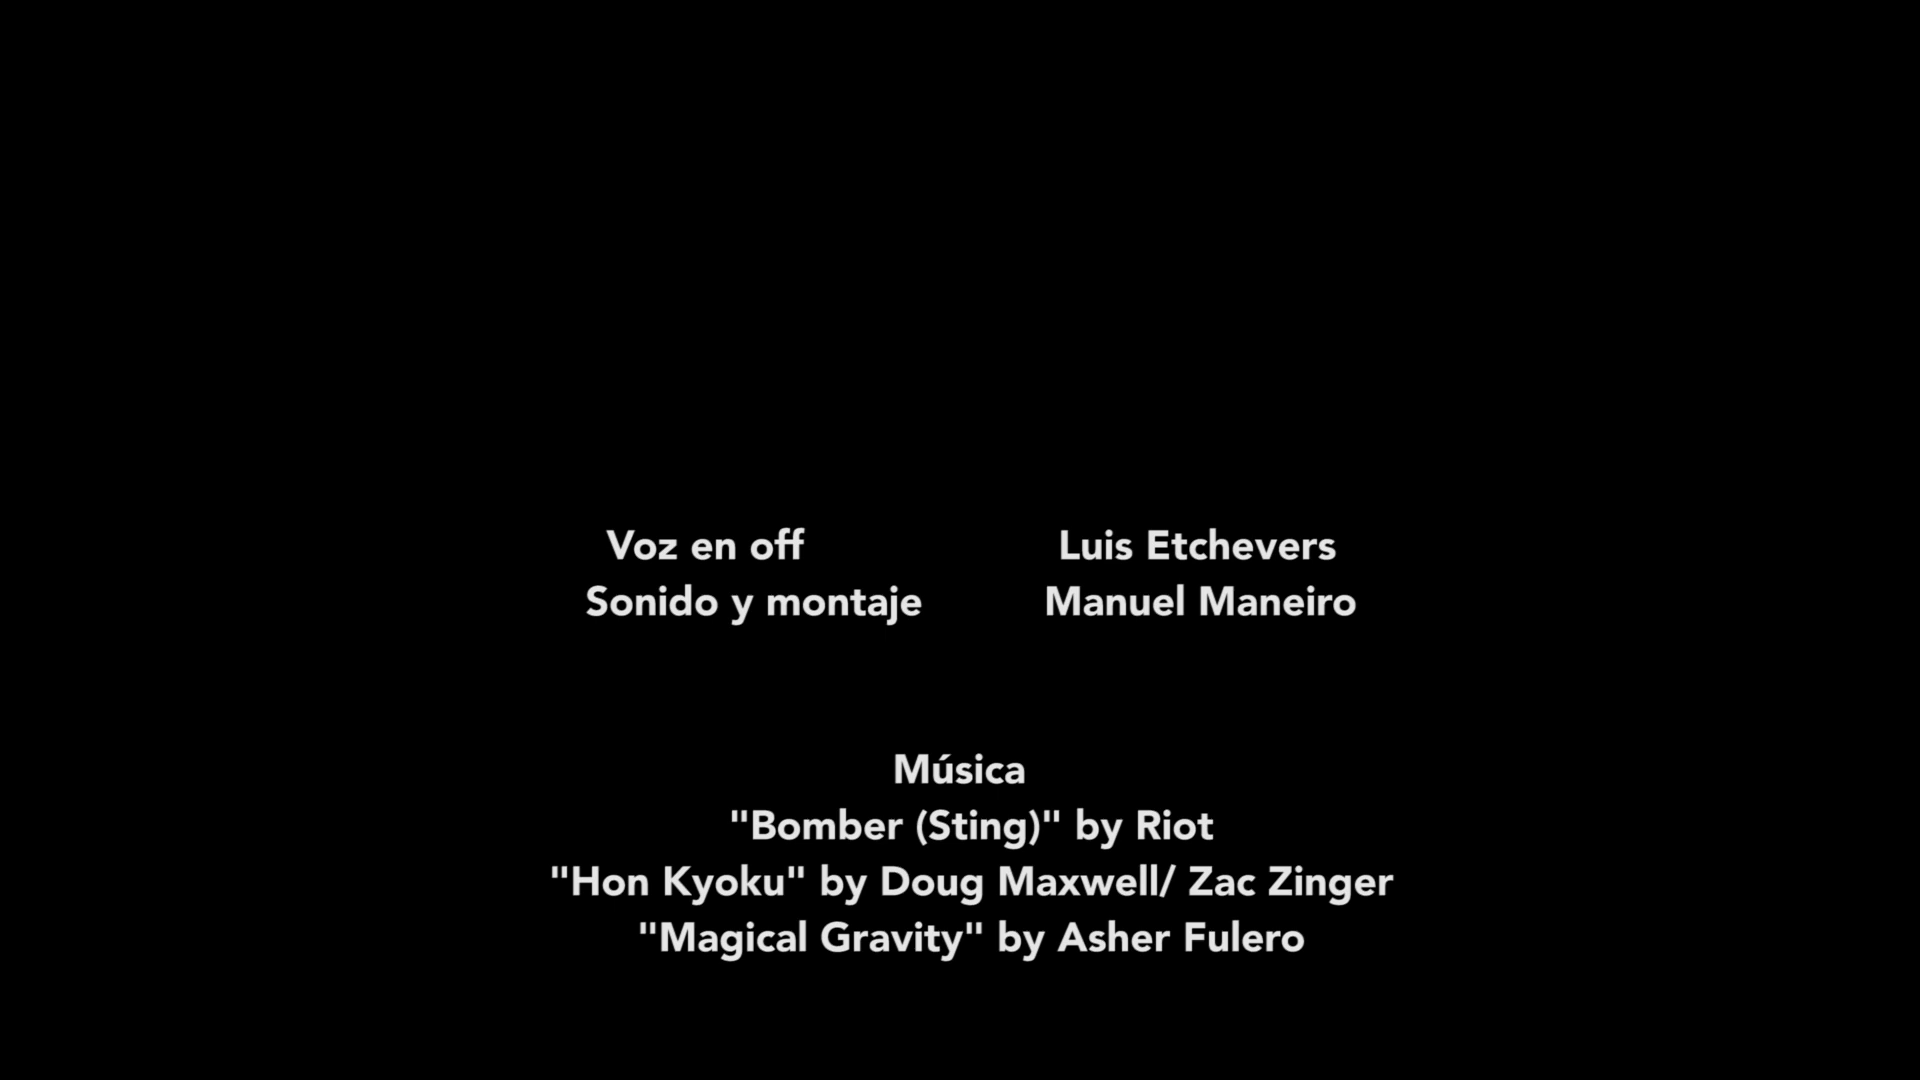 Voz en off Luis Etchevers
Sonido y montaje Manuel Maneiro
Música
"Bomber (Sting)" by Riot
"Hon Kyoku" by Doug Maxwell/ Zac Zinger
"Magical Gravity" by Asher Fulero